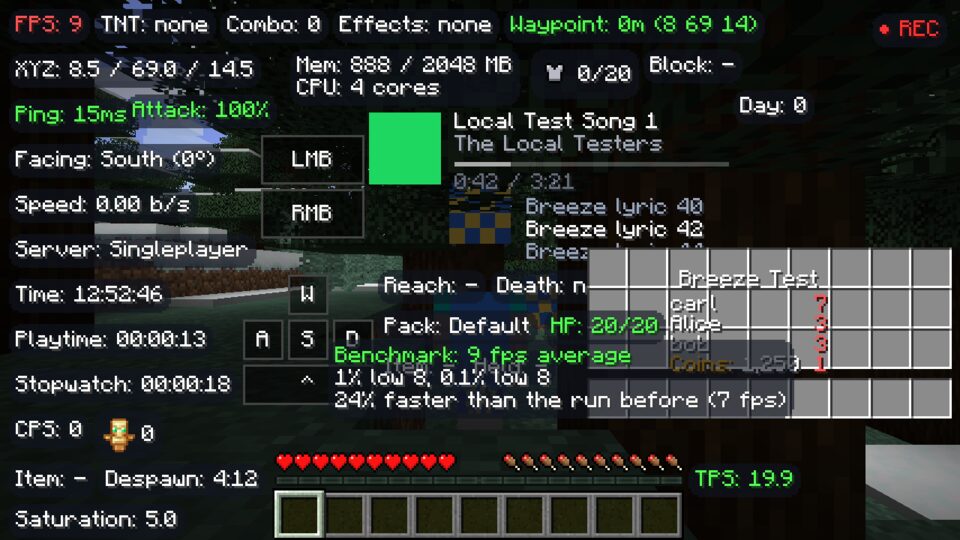 FPS: 9 TNT: none Combo: 0 Effects: none Waypoint: 0m (8 69 14)
● REC
XYZ: 8.5 / 69.0 / 14.5
Mem: 888 / 2048 MB
CPU: 4 cores
0/20
Block: -
Ping: 15ms
Attack: 100%
Day: 0
Local Test Song 1
The Local Testers
0:42 / 3:21
Facing: South (0°)
LMB
Speed: 0.00 b/s
RMB
Breeze lyric 40
Breeze lyric 42
Breeze lyric
Server: Singleplayer
Breeze Test
carl 7
Alice 3
bob 3
Coins: 1,250 1
Reach: - Death: n
Time: 12:52:46
W
Pack: Default HP: 20/20
Playtime: 00:00:13
A S D
Benchmark: 9 fps average
1% low 8, 0.1% low 8
24% faster than the run before (7 fps)
Stopwatch: 00:00:18
^
CPS: 0
0
Item: - Despawn: 4:12
TPS: 19.9
Saturation: 5.0